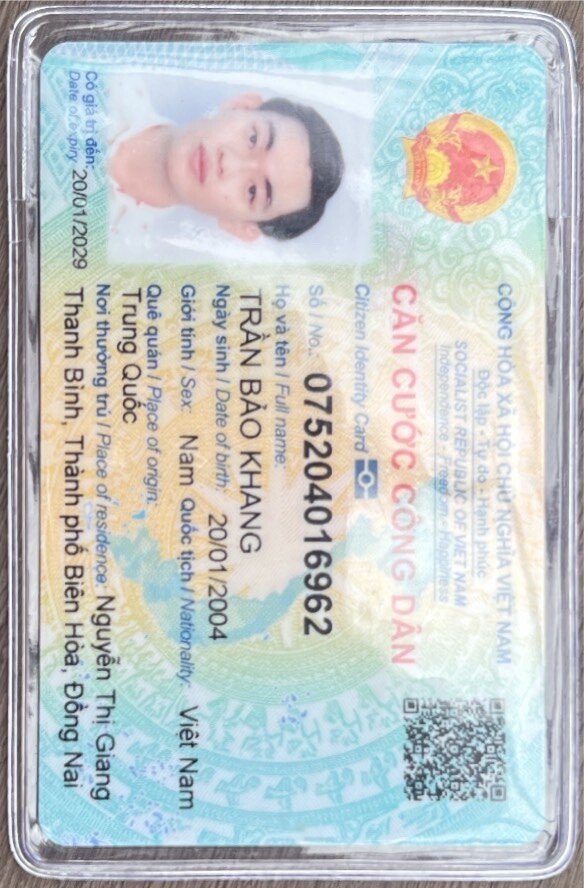 CỘNG HÒA XÃ HỘI CHỦ NGHĨA VIỆT NAM
Độc lập - Tự do - Hạnh phúc
SOCIALIST REPUBLIC OF VIET NAM
Independence - Freedom - Happiness
CĂN CƯỚC CÔNG DÂN
Citizen Identity Card
Số / No.: 075204016962
Họ và tên / Full name:
TRẦN BẢO KHANG
Ngày sinh / Date of birth: 20/01/2004
Giới tính / Sex: Nam Quốc tịch / Nationality: Việt Nam
Quê quán / Place of origin:
Trung Quốc
Nơi thường trú / Place of residence: Nguyễn Thị Giang
Thanh Bình, Thành phố Biên Hòa, Đồng Nai
Có giá trị đến: 20/01/2029
Date of expiry